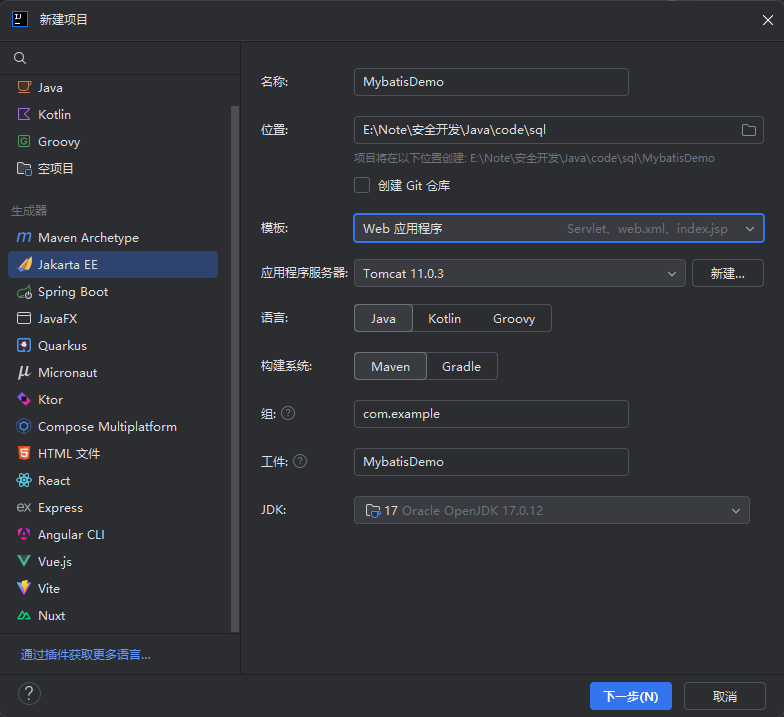 新建项目
Java
Kotlin
Groovy
空项目
生成器
Maven Archetype
Jakarta EE
Spring Boot
JavaFX
Quarkus
Micronaut
Ktor
Compose Multiplatform
HTML 文件
React
Express
Angular CLI
Vue.js
Vite
Nuxt
通过插件获取更多语言...
名称: MybatisDemo
位置: E:\Note\安全开发\Java\code\sql
项目将在以下位置创建: E:\Note\安全开发\Java\code\sql\MybatisDemo
创建 Git 仓库
模板: Web 应用程序 Servlet、web.xml、index.jsp
应用程序服务器: Tomcat 11.0.3 新建...
语言: Java Kotlin Groovy
构建系统: Maven Gradle
组: ? com.example
工件: ? MybatisDemo
JDK: 17 Oracle OpenJDK 17.0.12
? 下一步(N) 取消